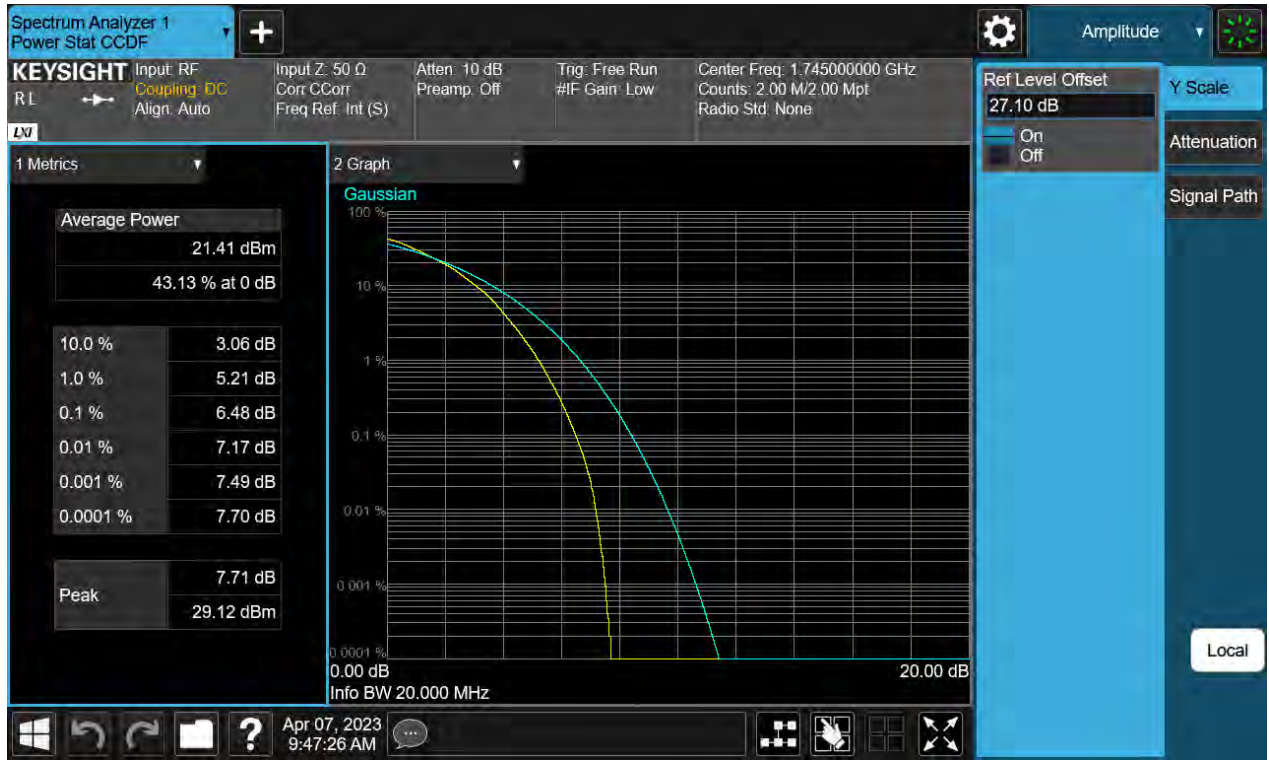 Spectrum Analyzer 1
Power Stat CCDF
+
Amplitude
KEYSIGHT
RL
LXI
Input: RF
Coupling: DC
Align: Auto
Input Z: 50 Ω
Corr CCorr
Freq Ref: Int (S)
Atten: 10 dB
Preamp: Off
Trig: Free Run
#IF Gain: Low
Center Freq: 1.745000000 GHz
Counts: 2.00 M/2.00 Mpt
Radio Std: None
Ref Level Offset
27.10 dB
On
Off
Y Scale
Attenuation
Signal Path
1 Metrics
Average Power
21.41 dBm
43.13 % at 0 dB
10.0 % 3.06 dB
1.0 % 5.21 dB
0.1 % 6.48 dB
0.01 % 7.17 dB
0.001 % 7.49 dB
0.0001 % 7.70 dB
Peak
7.71 dB
29.12 dBm
2 Graph
Gaussian
100 %
10 %
1 %
0.1 %
0.01 %
0.001 %
0.0001 %
0.00 dB 20.00 dB
Info BW 20.000 MHz
Local
?
Apr 07, 2023
9:47:26 AM